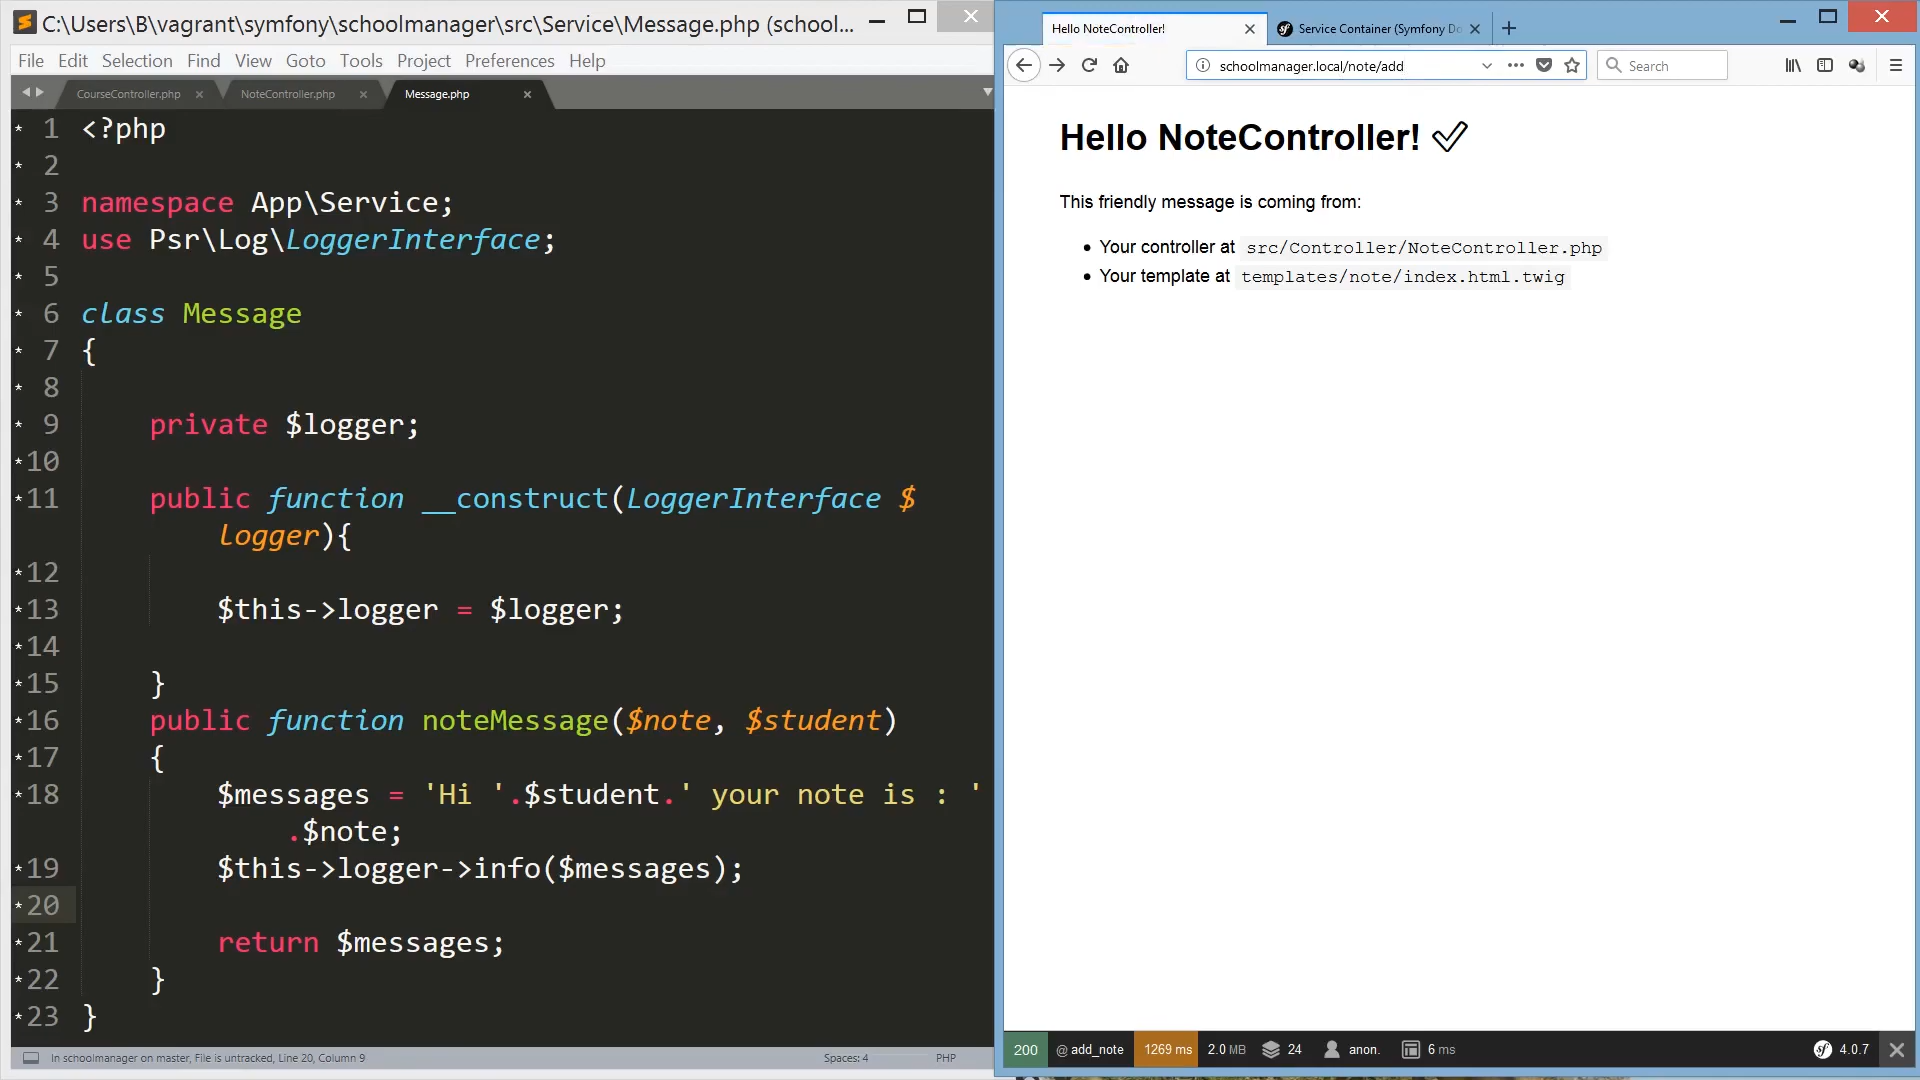 C:\Users\B\vagrant\symfony\schoolmanager\src\Service\Message.php (school...
File Edit Selection Find View Goto Tools Project Preferences Help
CourseController.php NoteController.php Message.php
1 <?php
2
3 namespace App\Service;
4 use Psr\Log\LoggerInterface;
5
6 class Message
7 {
8
9 private $logger;
10
11 public function __construct(LoggerInterface $
logger){
12
13 $this->logger = $logger;
14
15 }
16 public function noteMessage($note, $student)
17 {
18 $messages = 'Hi '.$student.' your note is : '
.$note;
19 $this->logger->info($messages);
20
21 return $messages;
22 }
23 }
In schoolmanager on master, File is untracked, Line 20, Column 9 Spaces: 4 PHP
Hello NoteController! Service Container (Symfony Do
schoolmanager.local/note/add Search
Hello NoteController! ✅
This friendly message is coming from:
• Your controller at src/Controller/NoteController.php
• Your template at templates/note/index.html.twig
200 @ add_note 1269 ms 2.0 MB 24 anon. 6 ms sf 4.0.7